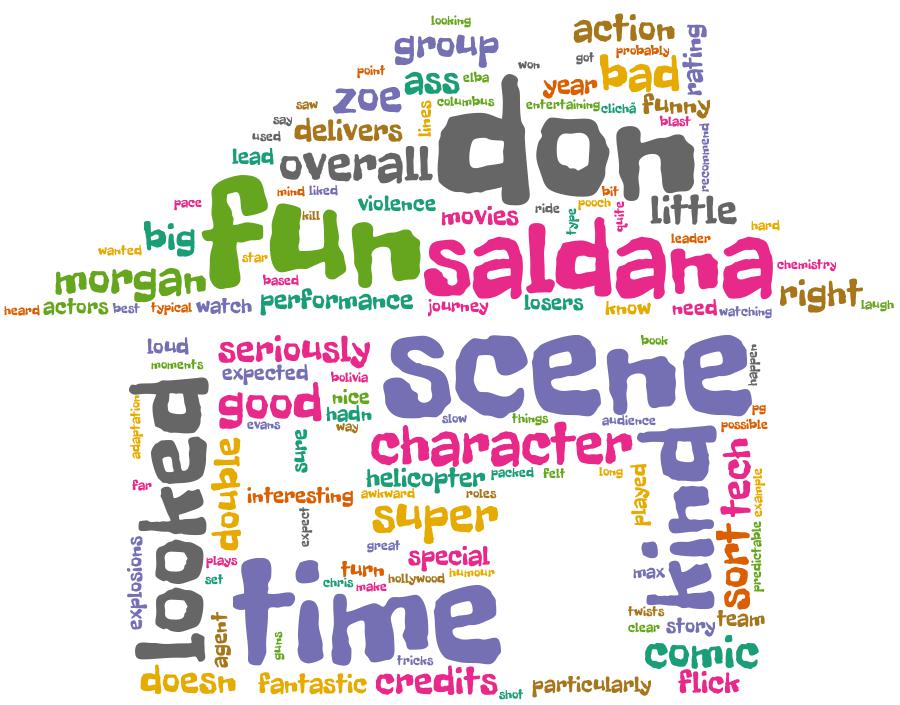 looking
group
action
rating
point
ass
elba
won
got
probably
bad
saw
zoe
columbus
year
entertaining
clichã
funny
say
used
delivers
lines
don
blast
recommend
lead
overall
mind
liked
bit
pace
fun
kill
violence
movies
ride
type
pooch
quite
little
wanted
big
star
saldana
leader
hard
morgan
based
chemistry
heard
actors
best
typical
watch
performance
journey
losers
know
need
watching
right
laugh
loud
seriously
scene
book
happen
moments
expected
bolivia
adaptation
looked
good
nice
hadn
evans
way
slow
things
audience
pg
possible
sure
character
kind
far
double
interesting
helicopter
packed
felt
long
played
tech
example
awkward
roles
expect
super
explosions
great
special
sort
predictable
plays
set
time
turn
chris
make
hollywood
humour
max
twists
clear
story
team
agent
guns
tricks
comic
doesn
fantastic
credits
shot
particularly
flick